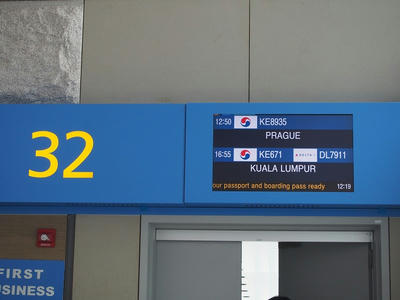 32
12:50 KE8935
PRAGUE
16:55 KE671 DELTA DL7911
KUALA LUMPUR
our passport and boarding pass ready 12:19
FIRST
USINESS